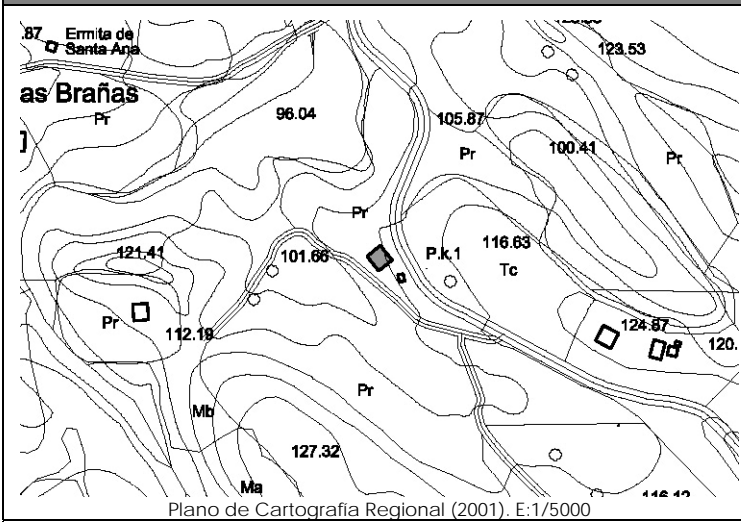 .87 Ermita de
Santa Ana
123.53
as Brañas
Pr
96.04
105.87
Pr
100.41
Pr
Pr
121.41
101.66
P.k.1
116.63
Tc
Pr
112.19
124.87
120.
Pr
Mb
127.32
Ma
116.12
Plano de Cartografía Regional (2001). E:1/5000